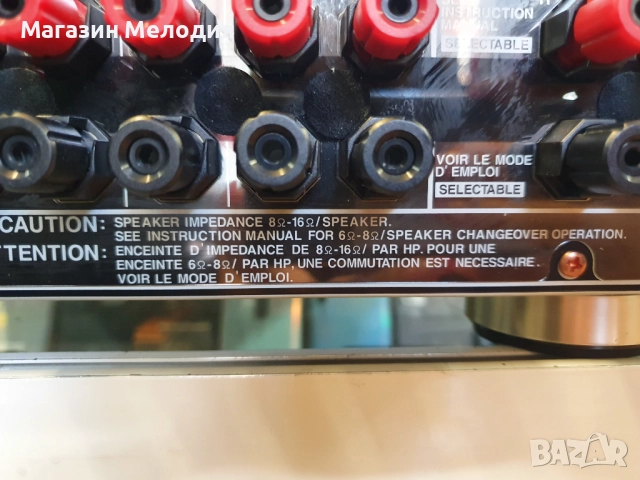 Магазин Мелоди
INSTRUCTION
MANUAL
SELECTABLE
VOIR LE MODE
D'EMPLOI
SELECTABLE
CAUTION: SPEAKER IMPEDANCE 8Ω-16Ω/SPEAKER.
SEE INSTRUCTION MANUAL FOR 6Ω-8Ω/SPEAKER CHANGEOVER OPERATION.
TTENTION: ENCEINTE D'IMPEDANCE DE 8Ω-16Ω/ PAR HP. POUR UNE
ENCEINTE 6Ω-8Ω/ PAR HP, UNE COMMUTATION EST NECESSAIRE.
VOIR LE MODE D'EMPLOI.
BAZAR